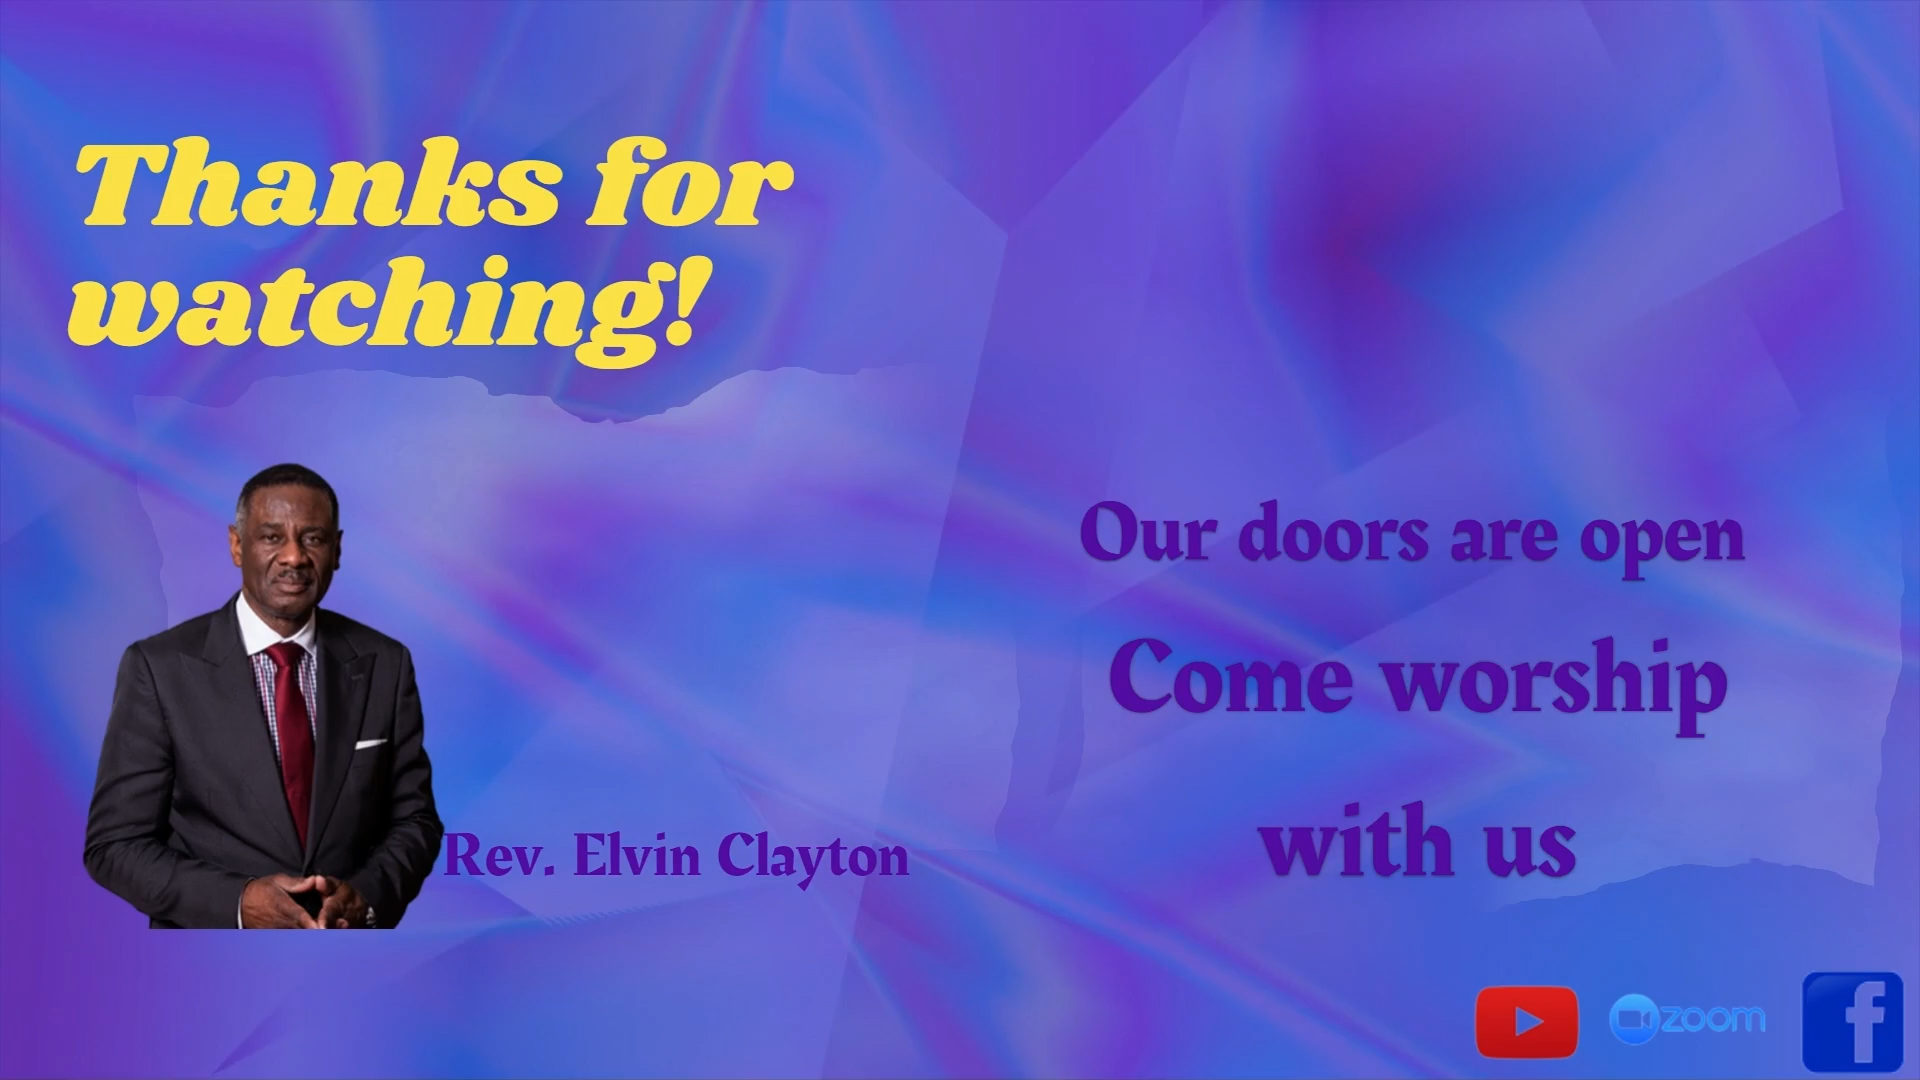 Thanks for
watching!
Our doors are open
Come worship
with us
Rev. Elvin Clayton
zoom
f